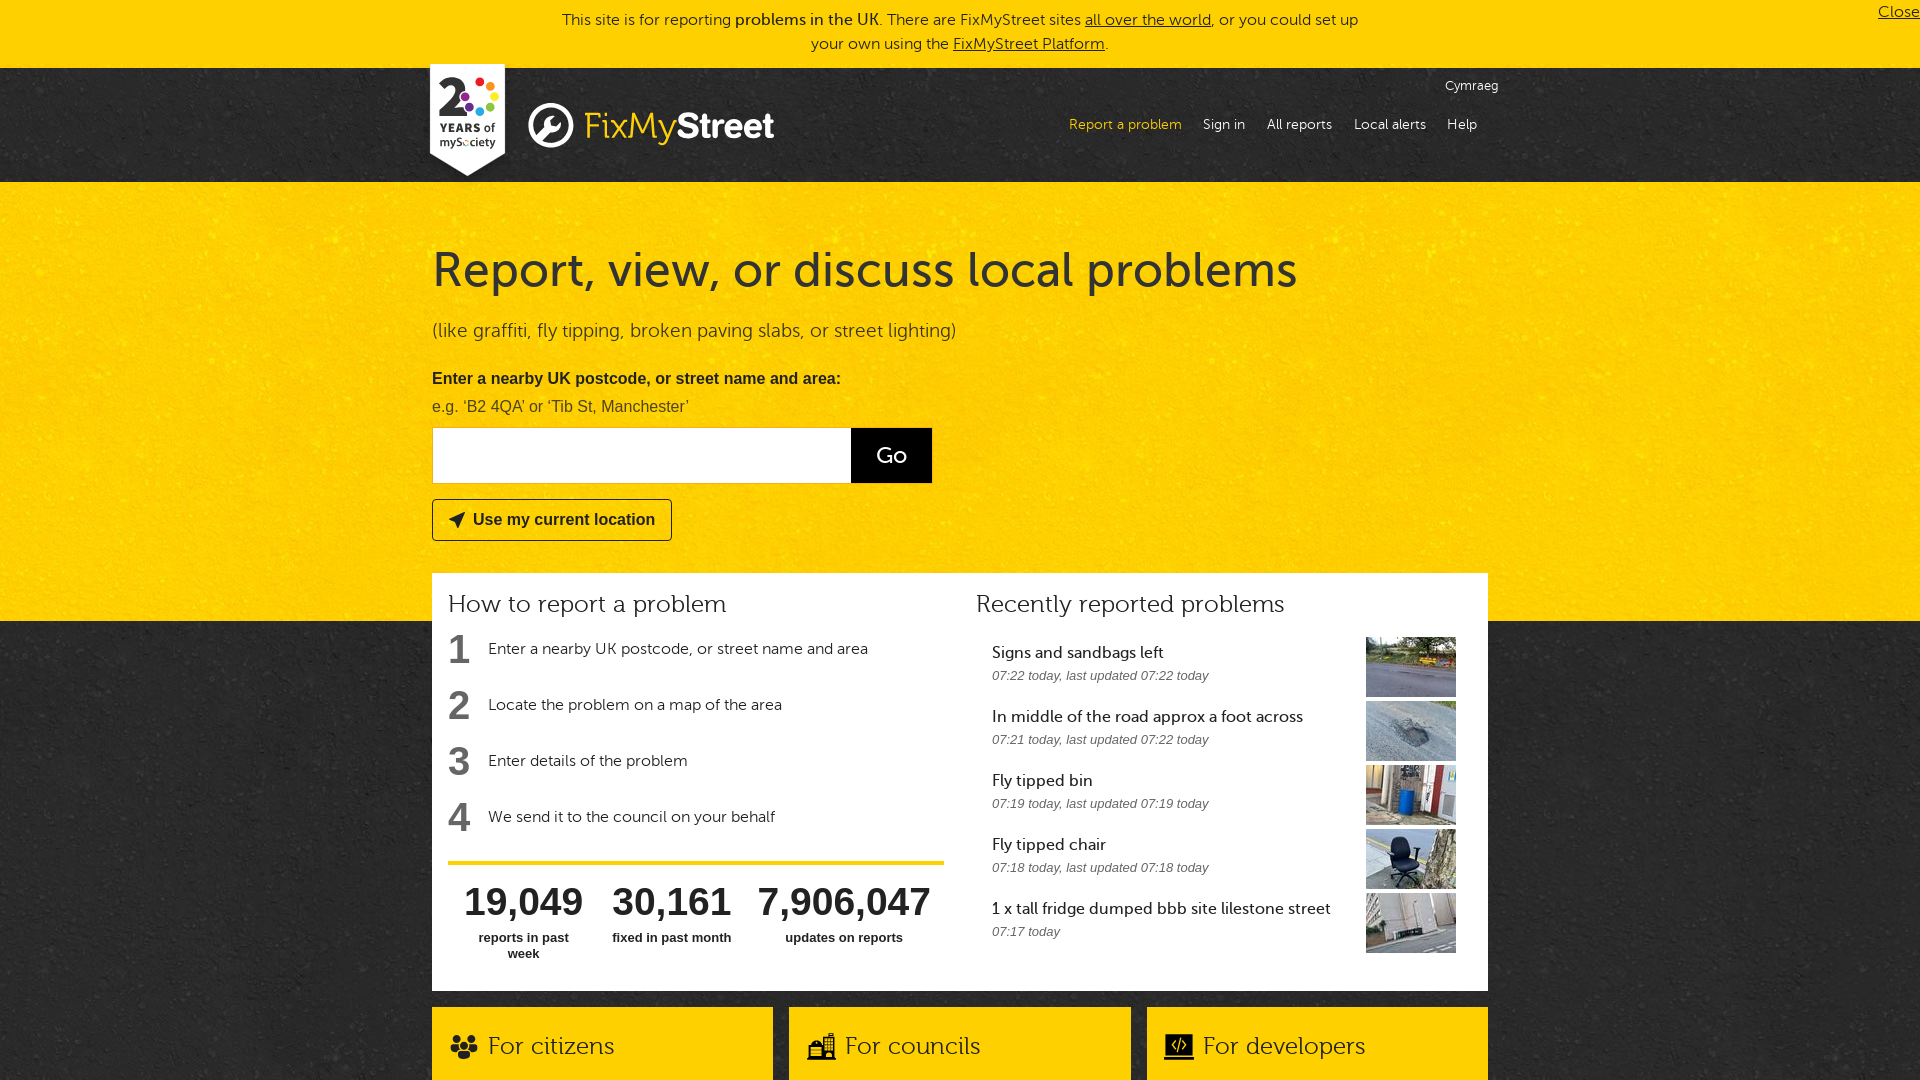 This site is for reporting problems in the UK. There are FixMyStreet sites all over the world, or you could set up
your own using the FixMyStreet Platform.
Close
20
YEARS of
mySociety
FixMyStreet
Cymraeg
Report a problem
Sign in
All reports
Local alerts
Help
Report, view, or discuss local problems
(like graffiti, fly tipping, broken paving slabs, or street lighting)
Enter a nearby UK postcode, or street name and area:
e.g. ‘B2 4QA’ or ‘Tib St, Manchester’
Go
Use my current location
How to report a problem
1 Enter a nearby UK postcode, or street name and area
2 Locate the problem on a map of the area
3 Enter details of the problem
4 We send it to the council on your behalf
19,049
reports in past
week
30,161
fixed in past month
7,906,047
updates on reports
Recently reported problems
Signs and sandbags left
07:22 today, last updated 07:22 today
In middle of the road approx a foot across
07:21 today, last updated 07:22 today
Fly tipped bin
07:19 today, last updated 07:19 today
Fly tipped chair
07:18 today, last updated 07:18 today
1 x tall fridge dumped bbb site lilestone street
07:17 today
For citizens
For councils
For developers